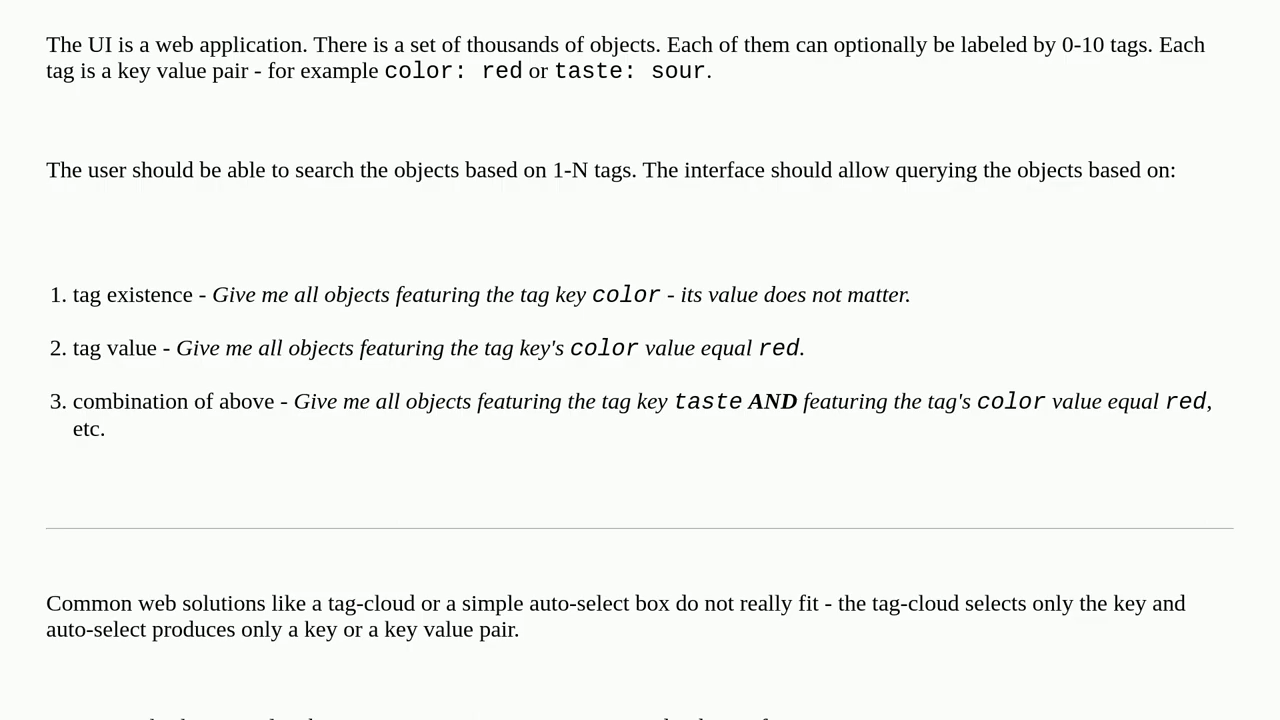 The UI is a web application. There is a set of thousands of objects. Each of them can optionally be labeled by 0-10 tags. Each
tag is a key value pair - for example color: red or taste: sour.
The user should be able to search the objects based on 1-N tags. The interface should allow querying the objects based on:
1. tag existence - Give me all objects featuring the tag key color - its value does not matter.
2. tag value - Give me all objects featuring the tag key's color value equal red.
3. combination of above - Give me all objects featuring the tag key taste AND featuring the tag's color value equal red,
etc.
Common web solutions like a tag-cloud or a simple auto-select box do not really fit - the tag-cloud selects only the key and
auto-select produces only a key or a key value pair.